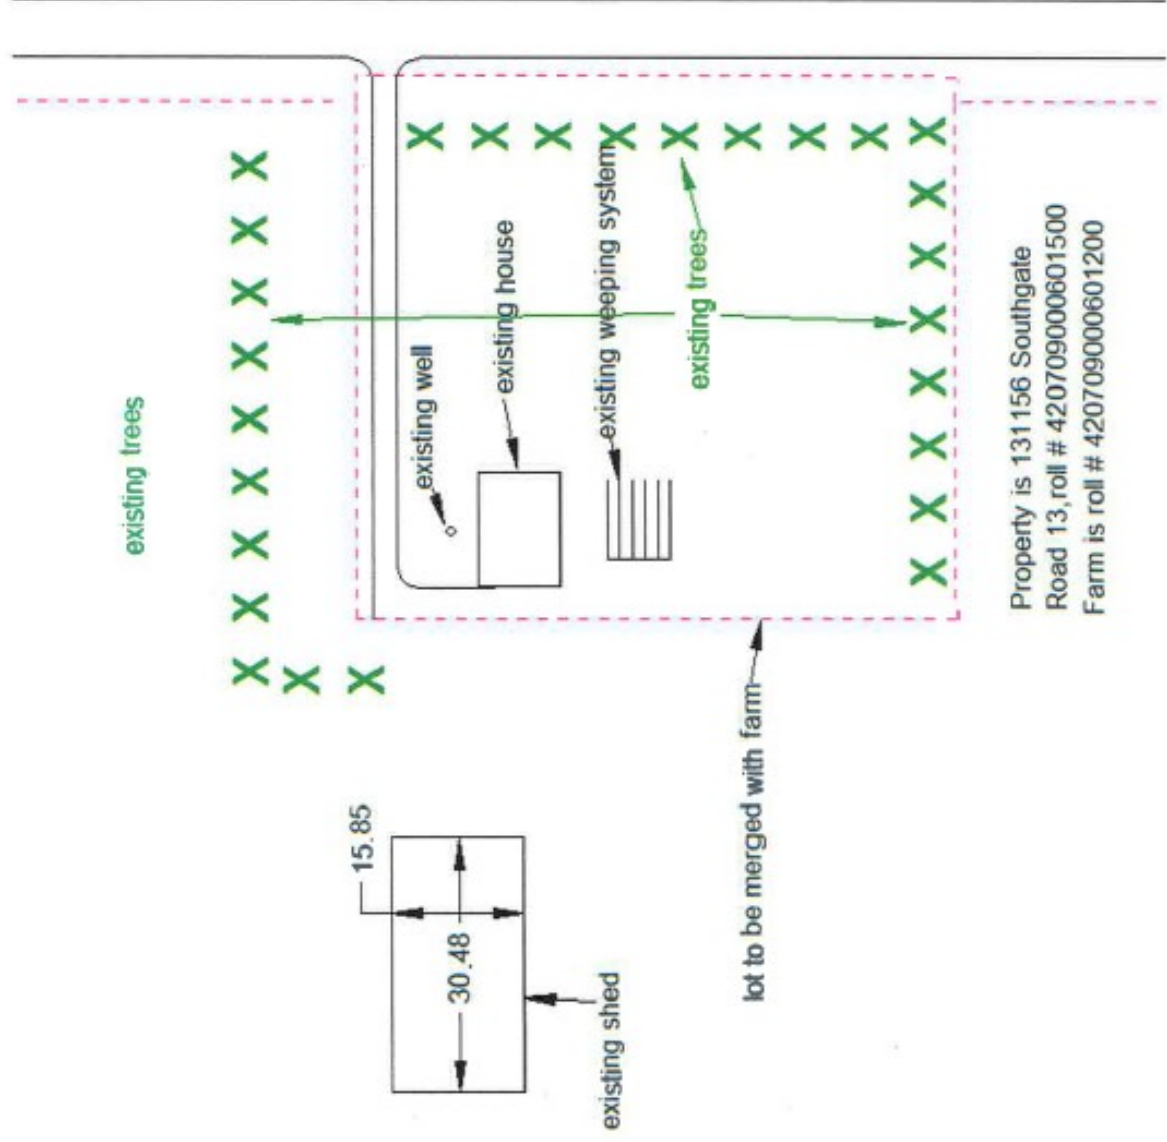 existing trees
existing well
existing house
existing weeping system
existing trees
15.85
30.48
existing shed
lot to be merged with farm
Property is 131156 Southgate
Road 13,roll # 420709000601500
Farm is roll # 420709000601200